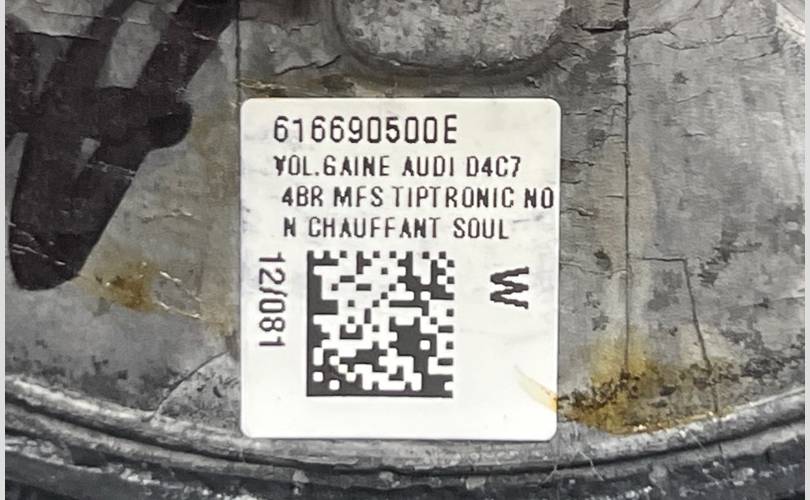 616690500E
VOL.GAINE AUDI D4C7
4BR MFS TIPTRONIC NO
N CHAUFFANT SOUL
12/081
W